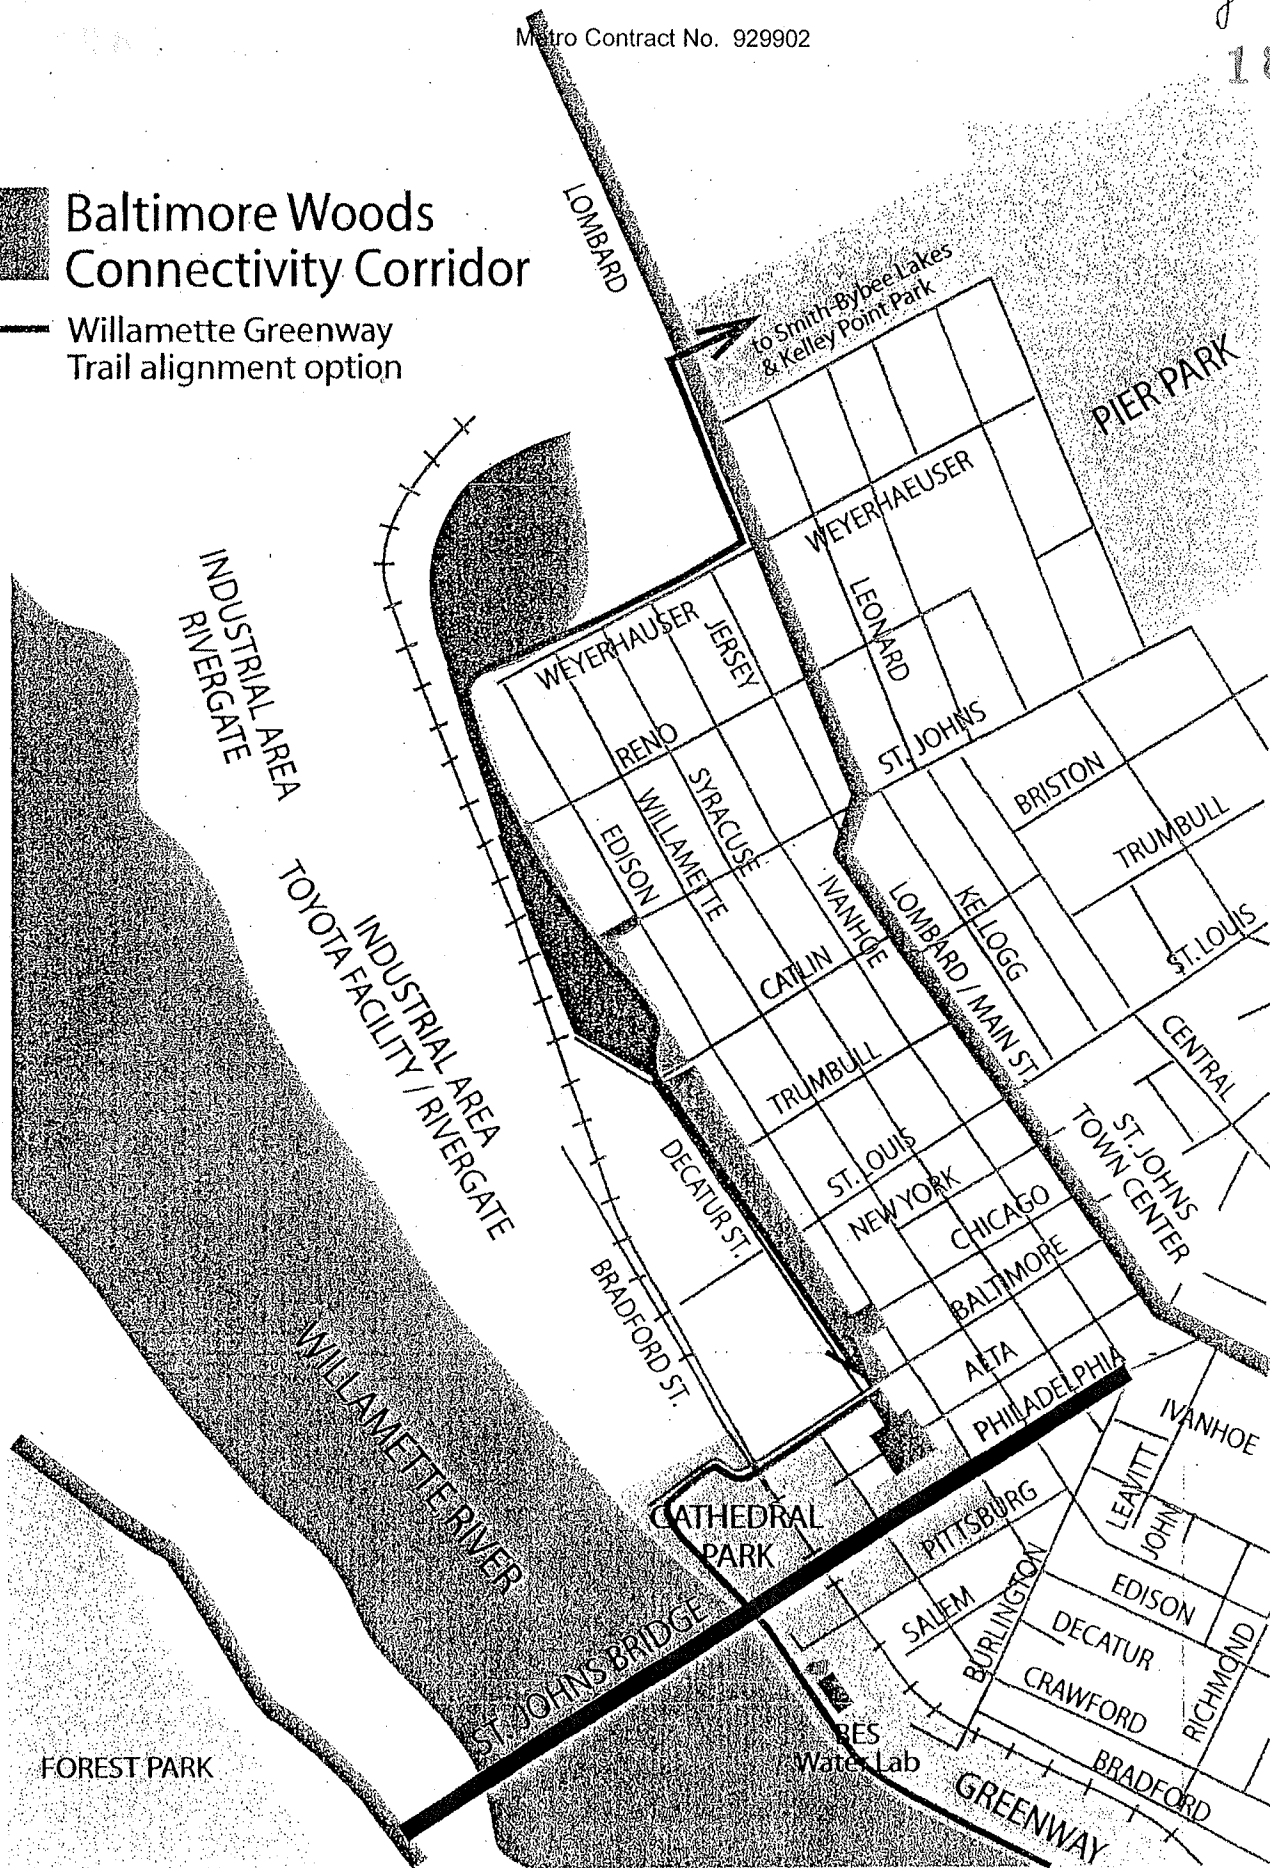 Metro Contract No. 929902
18
Baltimore Woods
Connectivity Corridor
Willamette Greenway
Trail alignment option
LOMBARD
to Smith-Bybee Lakes
& Kelley Point Park
PIER PARK
WEYERHAEUSER
INDUSTRIAL AREA
RIVERGATE
LEONARD
WEYERHAUSER
JERSEY
RENO
ST. JOHNS
SYRACUSE
WILLAMETTE
EDISON
BRISTON
TRUMBULL
IVANHOE
LOMBARD / MAIN ST.
KELLOGG
ST. LOUIS
CATLIN
INDUSTRIAL AREA
TOYOTA FACILITY / RIVERGATE
TRUMBULL
CENTRAL
ST. JOHNS
TOWN CENTER
DECATUR ST.
ST. LOUIS
NEW YORK
CHICAGO
BALTIMORE
BRADFORD ST.
ALTA
PHILADELPHIA
WILLAMETTE RIVER
IVANHOE
LEAVITT
JOHN
CATHEDRAL
PARK
PITTSBURG
EDISON
SALEM
BURLINGTON
DECATUR
RICHMOND
ST. JOHNS BRIDGE
CRAWFORD
BES
Water Lab
FOREST PARK
BRADFORD
GREENWAY